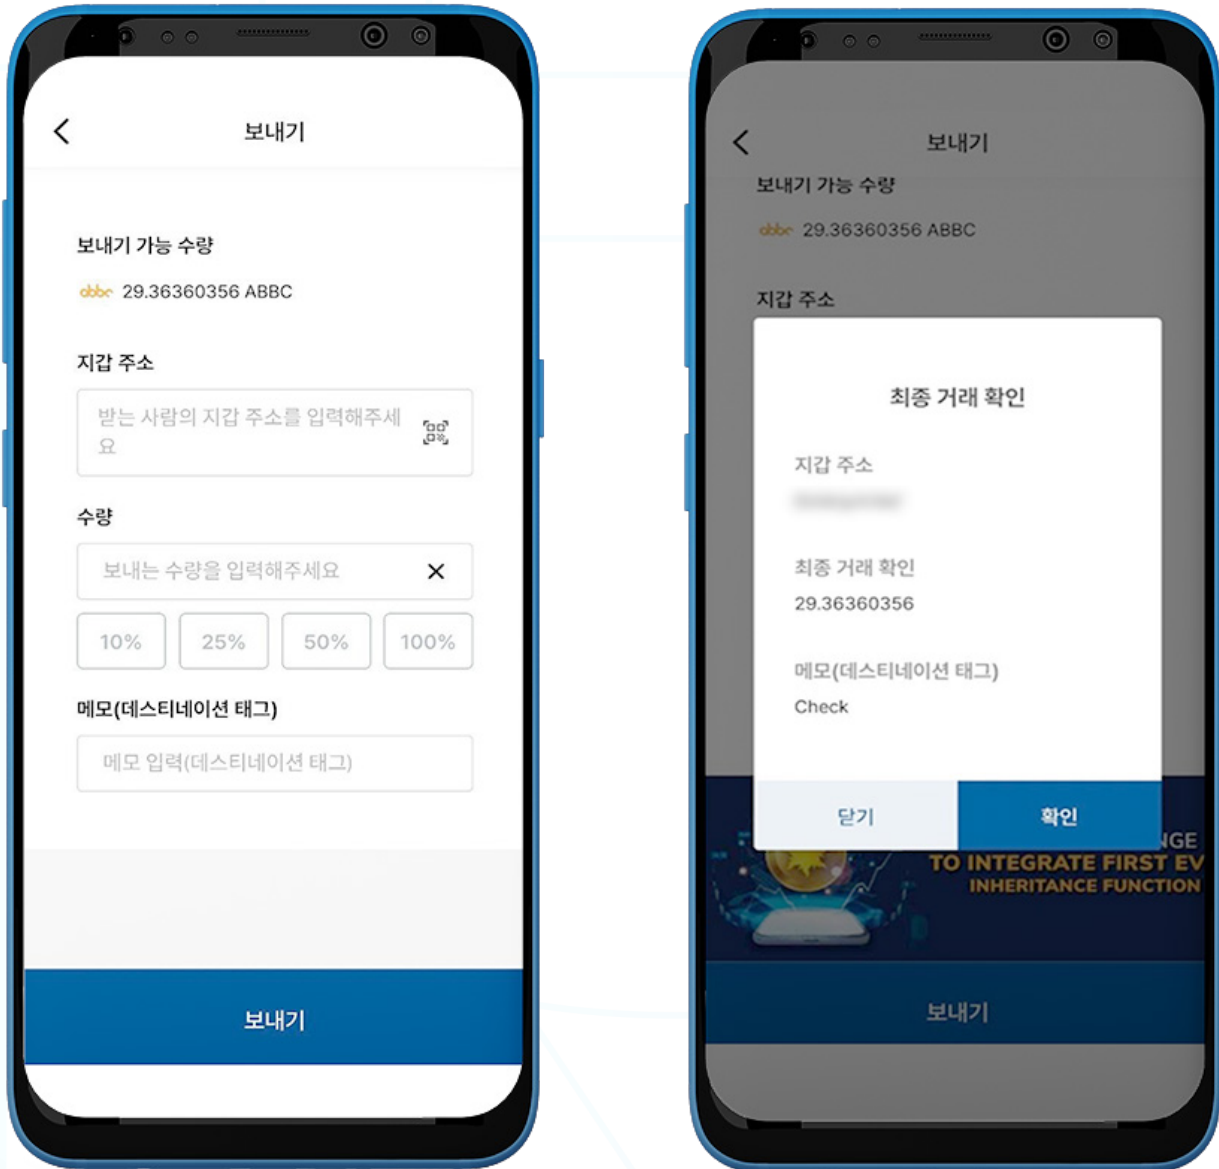 보내기
보내기 가능 수량
abbc 29.36360356 ABBC
지갑 주소
받는 사람의 지갑 주소를 입력해주세
요
수량
보내는 수량을 입력해주세요
10% 25% 50% 100%
메모(데스티네이션 태그)
메모 입력(데스티네이션 태그)
보내기
보내기
보내기 가능 수량
abbc 29.36360356 ABBC
지갑 주소
최종 거래 확인
지갑 주소
최종 거래 확인
29.36360356
메모(데스티네이션 태그)
Check
닫기 확인
NGE
TO INTEGRATE FIRST EV
INHERITANCE FUNCTION
보내기